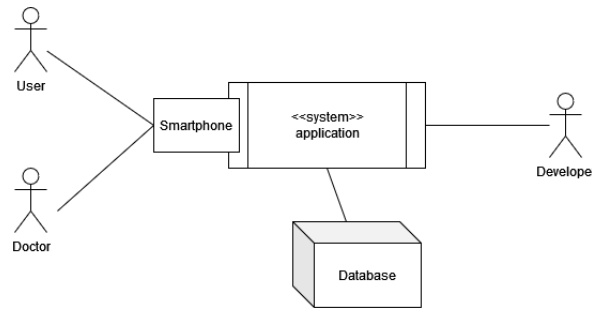 User
Smartphone
<<system>>
application
Develope
Doctor
Database